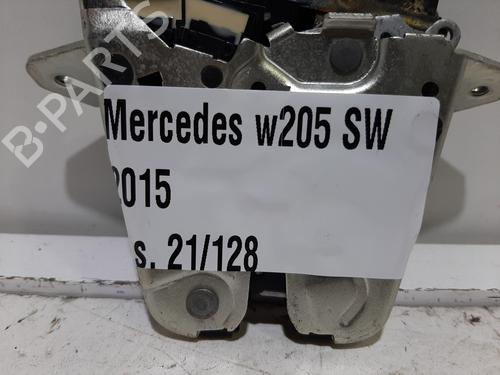 B-PARTS
Mercedes w205 SW
2015
s. 21/128